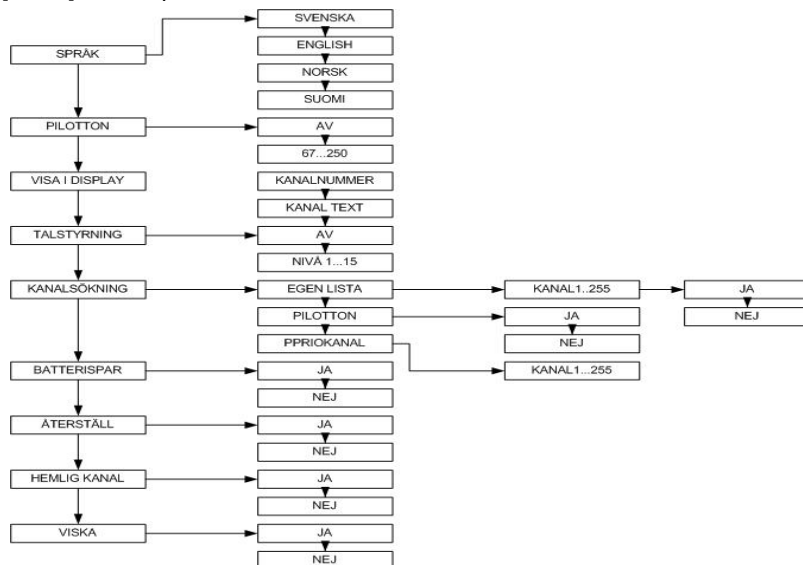 SPRÅK
SVENSKA
ENGLISH
NORSK
SUOMI
PILOTTON
AV
67...250
VISA I DISPLAY
KANALNUMMER
KANAL TEXT
TALSTYRNING
AV
NIVÅ 1...15
KANALSÖKNING
EGEN LISTA
KANAL1..255
JA
NEJ
PILOTTON
JA
NEJ
PPRIOKANAL
KANAL1...255
BATTERISPAR
JA
NEJ
ÅTERSTÄLL
JA
NEJ
HEMLIG KANAL
JA
NEJ
VISKA
JA
NEJ